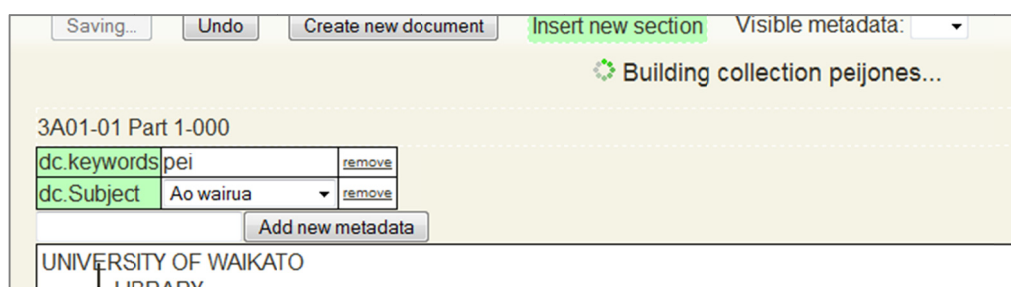 Saving... Undo Create new document Insert new section Visible metadata:
Building collection peijones...
3A01-01 Part 1-000
dc.keywords pei remove
dc.Subject Ao wairua remove
Add new metadata
UNIVERSITY OF WAIKATO
LIBRARY